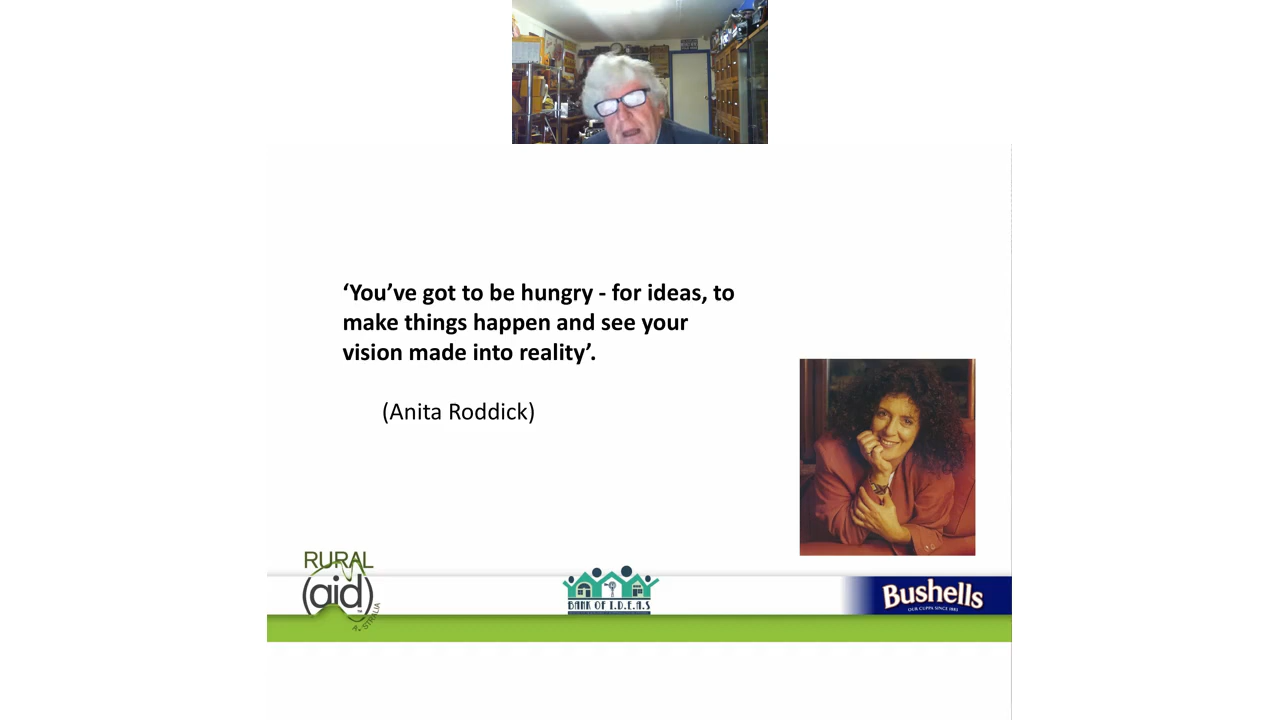 ‘You’ve got to be hungry - for ideas, to
make things happen and see your
vision made into reality’.
(Anita Roddick)
RURAL
(aid)
AUSTRALIA
BANK OF I.D.E.A.S
Bushells
OUR CUPPA SINCE 1883